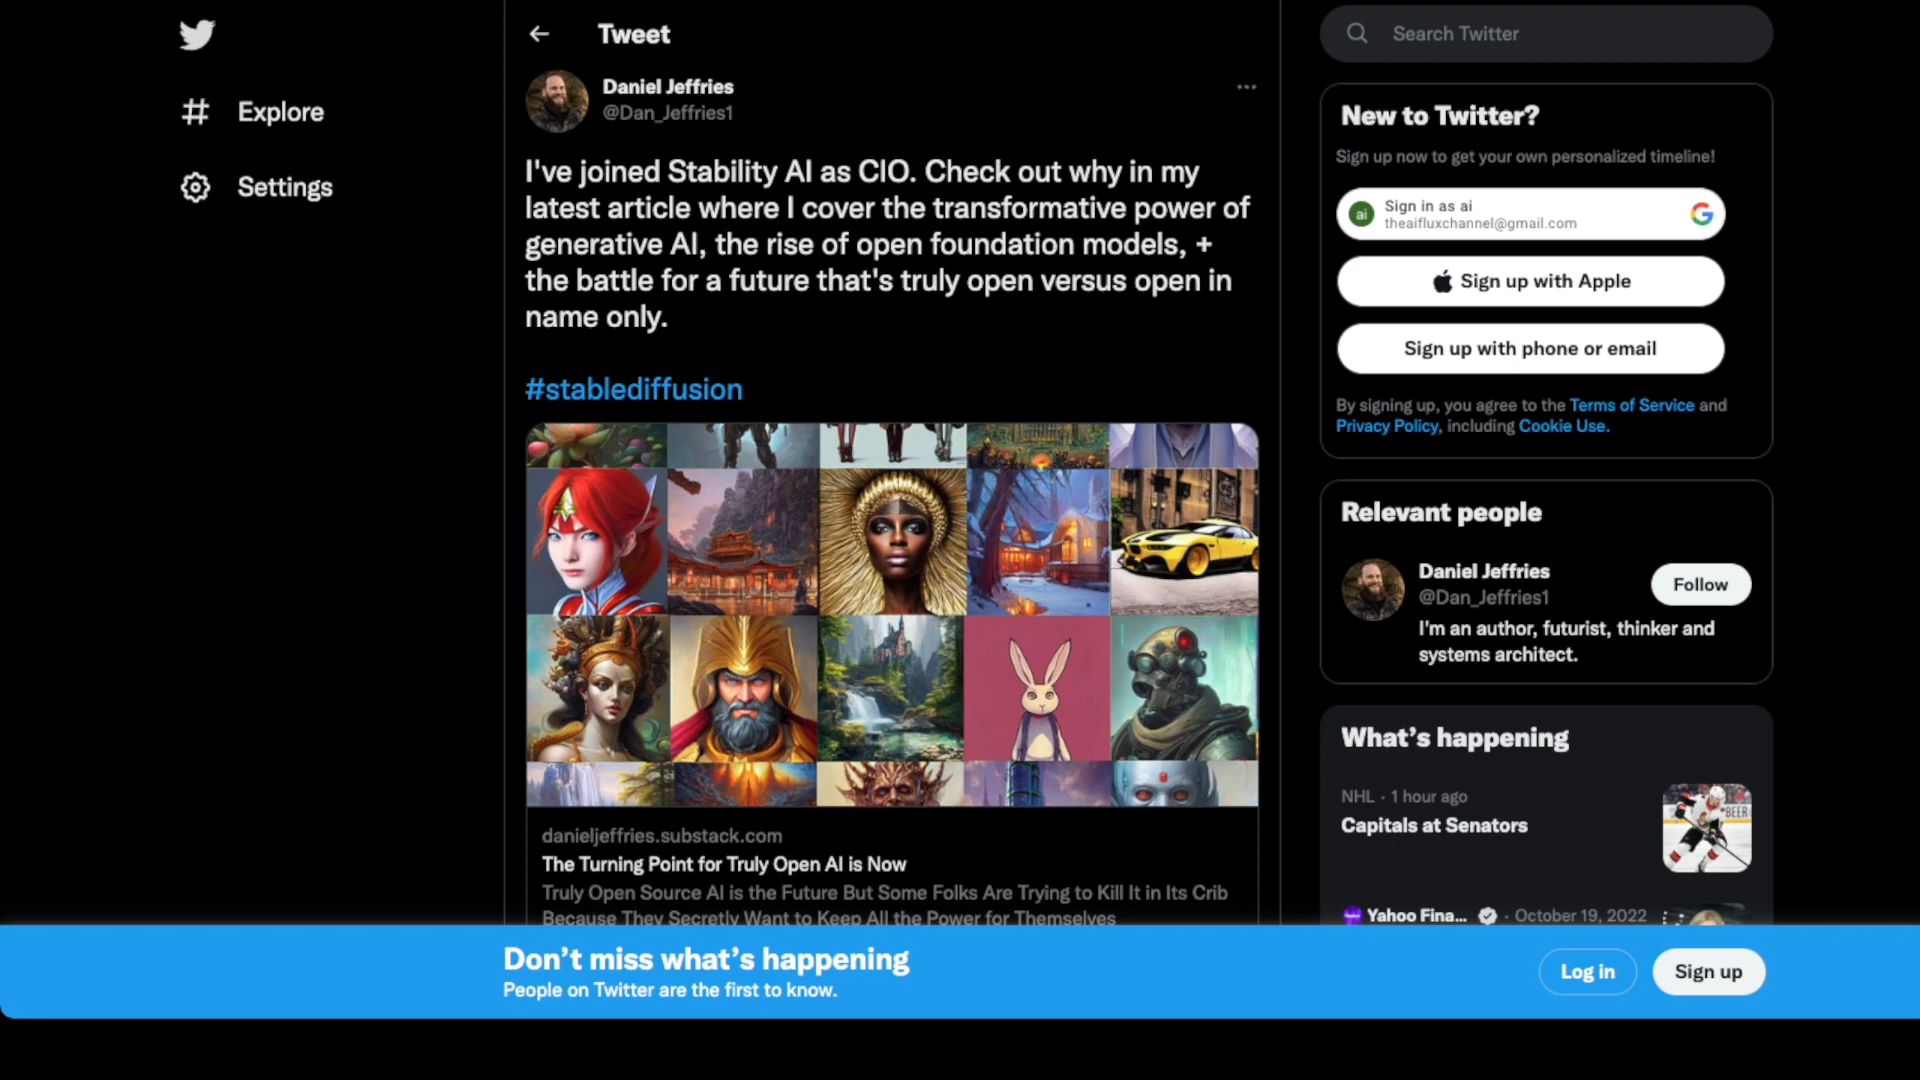 Explore
Settings
Tweet
Daniel Jeffries
@Dan_Jeffries1
I've joined Stability AI as CIO. Check out why in my
latest article where I cover the transformative power of
generative AI, the rise of open foundation models, +
the battle for a future that's truly open versus open in
name only.
#stablediffusion
danieljeffries.substack.com
The Turning Point for Truly Open AI is Now
Truly Open Source AI is the Future But Some Folks Are Trying to Kill It in Its Crib
Because They Secretly Want to Keep All the Power for Themselves
Search Twitter
New to Twitter?
Sign up now to get your own personalized timeline!
ai
Sign in as ai
theaifluxchannel@gmail.com
Sign up with Apple
Sign up with phone or email
By signing up, you agree to the Terms of Service and
Privacy Policy, including Cookie Use.
Relevant people
Daniel Jeffries
@Dan_Jeffries1
Follow
I'm an author, futurist, thinker and
systems architect.
What's happening
NHL · 1 hour ago
Capitals at Senators
BEER
Yahoo Fina... · October 19, 2022
Don't miss what's happening
People on Twitter are the first to know.
Log in
Sign up